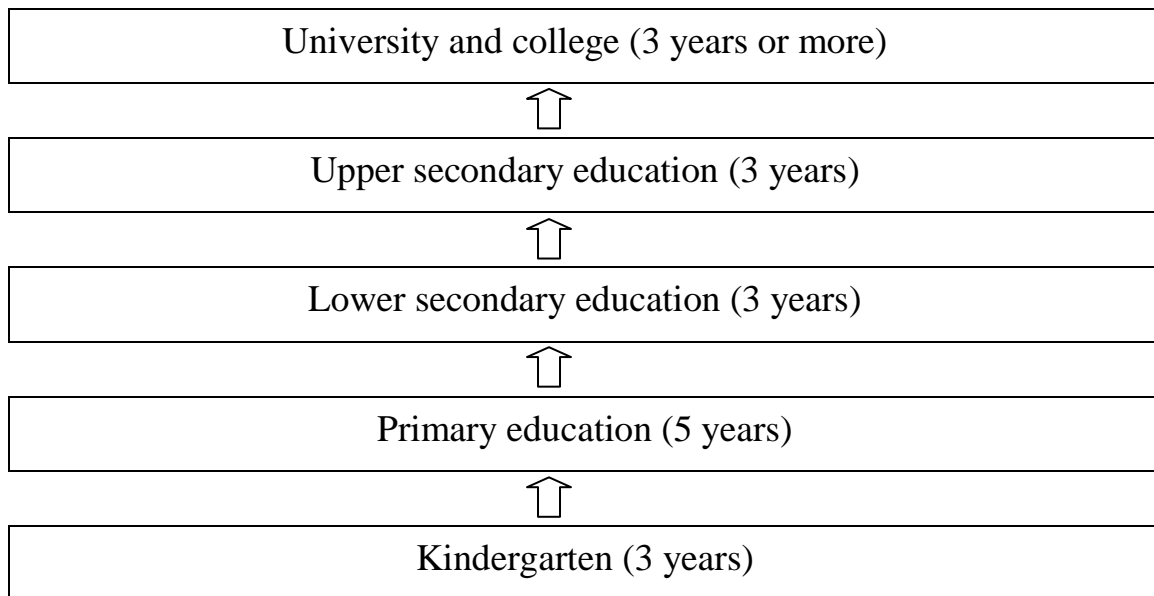 University and college (3 years or more)
Upper secondary education (3 years)
Lower secondary education (3 years)
Primary education (5 years)
Kindergarten (3 years)